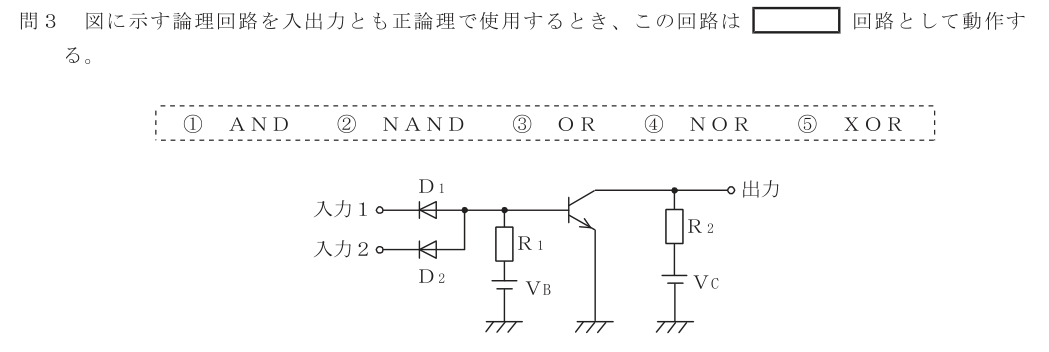 問３　図に示す論理回路を入出力とも正論理で使用するとき、この回路は　　　　回路として動作す
る。
①　ＡＮＤ　　②　ＮＡＮＤ　　③　ＯＲ　　④　ＮＯＲ　　⑤　ＸＯＲ
D1
出力
入力１
R2
R1
入力２
D2
VB
VC